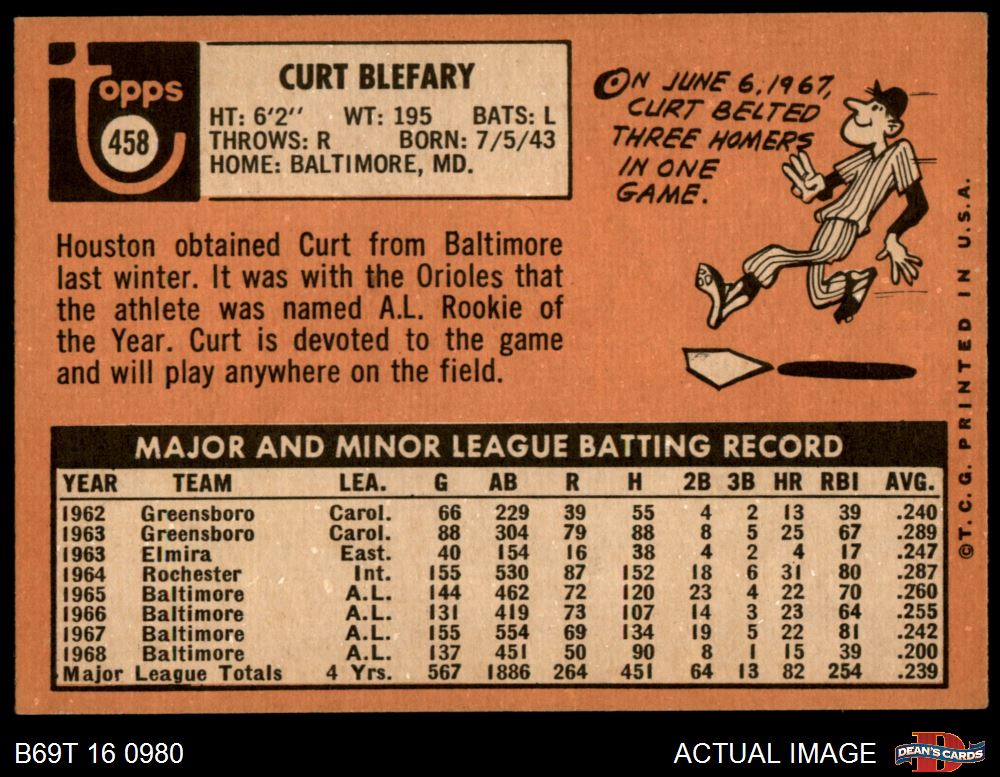 topps
458
CURT BLEFARY
HT: 6'2" WT: 195 BATS: L
THROWS: R BORN: 7/5/43
HOME: BALTIMORE, MD.
ON JUNE 6, 1967,
CURT BELTED
THREE HOMERS
IN ONE
GAME.
Houston obtained Curt from Baltimore
last winter. It was with the Orioles that
the athlete was named A.L. Rookie of
the Year. Curt is devoted to the game
and will play anywhere on the field.
MAJOR AND MINOR LEAGUE BATTING RECORD
YEAR TEAM LEA. G AB R H 2B 3B HR RBI AVG.
1962 Greensboro Carol. 66 229 39 55 4 2 13 39 .240
1963 Greensboro Carol. 88 304 79 88 8 5 25 67 .289
1963 Elmira East. 40 154 16 38 4 2 4 17 .247
1964 Rochester Int. 155 530 87 152 18 6 31 80 .287
1965 Baltimore A.L. 144 462 72 120 23 4 22 70 .260
1966 Baltimore A.L. 131 419 73 107 14 3 23 64 .255
1967 Baltimore A.L. 155 554 69 134 19 5 22 81 .242
1968 Baltimore A.L. 137 451 50 90 8 1 15 39 .200
Major League Totals 4 Yrs. 567 1886 264 451 64 13 82 254 .239
©T.C.G. PRINTED IN U.S.A.
B69T 16 0980
ACTUAL IMAGE
D
DEAN'S CARDS